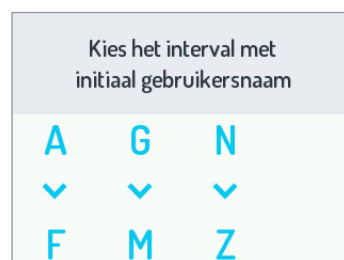 Kies het interval met
initiaal gebruikersnaam
A G N
F M Z